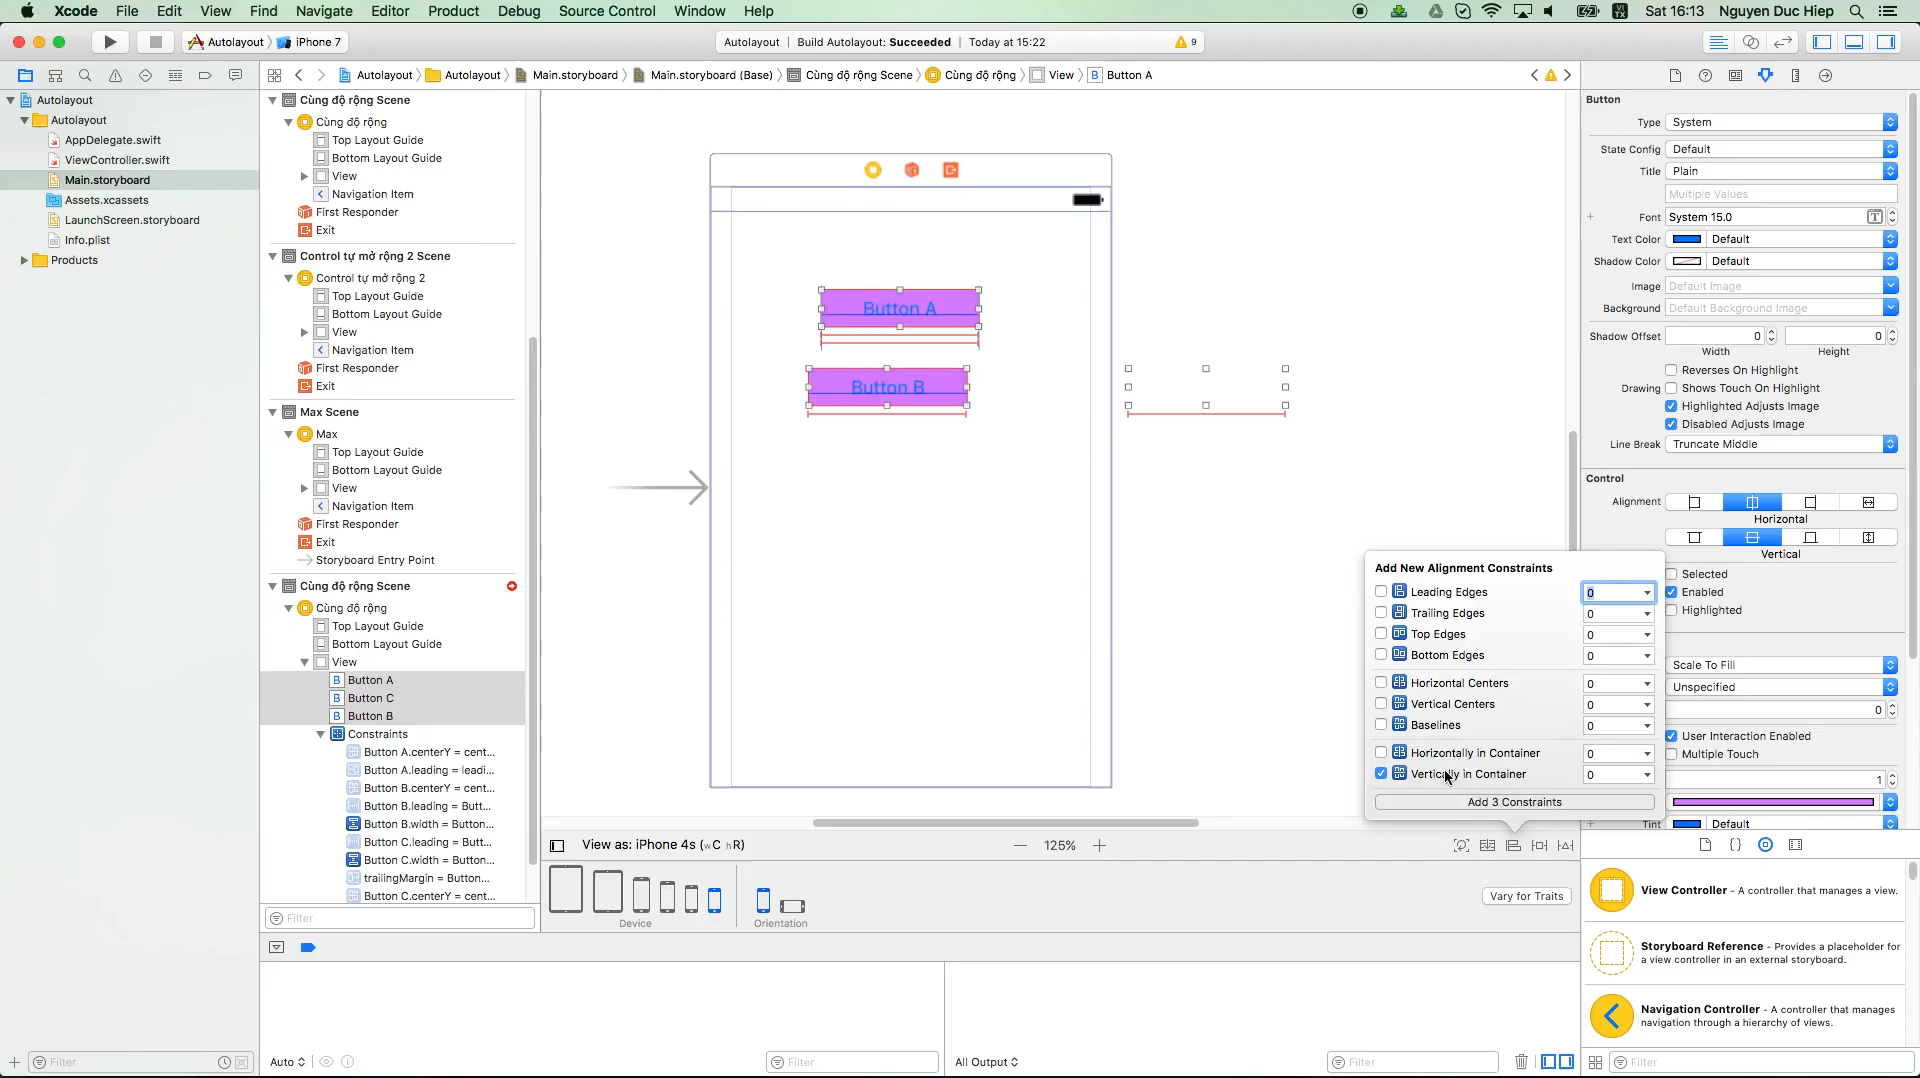 Xcode File Edit View Find Navigate Editor Product Debug Source Control Window Help
Sat 16:13 Nguyen Duc Hiep
Autolayout iPhone 7
Autolayout Build Autolayout: Succeeded Today at 15:22 9
Autolayout Autolayout Main.storyboard Main.storyboard (Base) Cùng độ rộng Scene Cùng độ rộng View B Button A
Autolayout
Autolayout
AppDelegate.swift
ViewController.swift
Main.storyboard
Assets.xcassets
LaunchScreen.storyboard
Info.plist
Products
Filter
Cùng độ rộng Scene
Cùng độ rộng
Top Layout Guide
Bottom Layout Guide
View
Navigation Item
First Responder
Exit
Control tự mở rộng 2 Scene
Control tự mở rộng 2
Top Layout Guide
Bottom Layout Guide
View
Navigation Item
First Responder
Exit
Max Scene
Max
Top Layout Guide
Bottom Layout Guide
View
Navigation Item
First Responder
Exit
Storyboard Entry Point
Cùng độ rộng Scene
Cùng độ rộng
Top Layout Guide
Bottom Layout Guide
View
B Button A
B Button C
B Button B
Constraints
Button A.centerY = cent...
Button A.leading = leadi...
Button B.centerY = cent...
Button B.leading = Butt...
Button B.width = Button...
Button C.leading = Butt...
Button C.width = Button...
trailingMargin = Button...
Button C.centerY = cent...
Filter
Button A
Button B
View as: iPhone 4s (wC hR)
125%
Device
Orientation
Vary for Traits
Add New Alignment Constraints
Leading Edges 0
Trailing Edges 0
Top Edges 0
Bottom Edges 0
Horizontal Centers 0
Vertical Centers 0
Baselines 0
Horizontally in Container 0
Vertically in Container 0
Add 3 Constraints
Button
Type System
State Config Default
Title Plain
Multiple Values
Font System 15.0
Text Color Default
Shadow Color Default
Image Default Image
Background Default Background Image
Shadow Offset 0 0
Width Height
Reverses On Highlight
Drawing Shows Touch On Highlight
Highlighted Adjusts Image
Disabled Adjusts Image
Line Break Truncate Middle
Control
Alignment
Horizontal
Vertical
Selected
Enabled
Highlighted
Scale To Fill
Unspecified
0
User Interaction Enabled
Multiple Touch
1
Tint Default
View Controller - A controller that manages a view.
Storyboard Reference - Provides a placeholder for
a view controller in an external storyboard.
Navigation Controller - A controller that manages
navigation through a hierarchy of views.
Auto
Filter
All Output
Filter
Filter